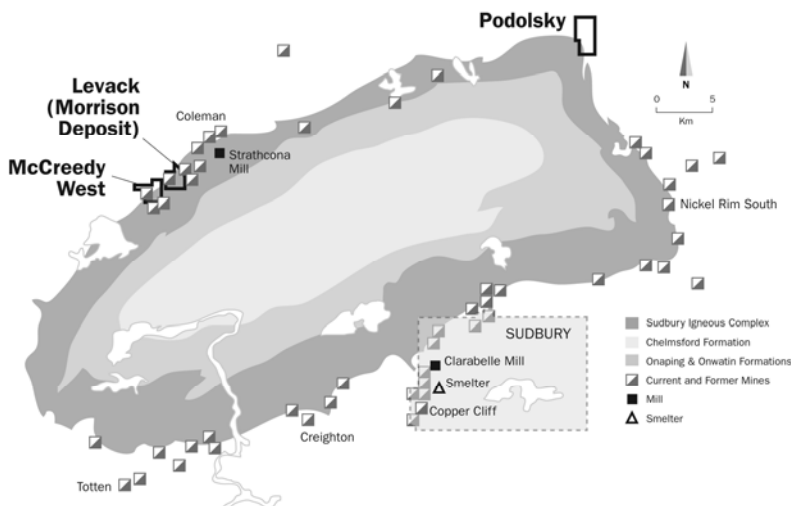 Podolsky
Levack
(Morrison
Deposit)
Coleman
N
0 5
Km
Strathcona
Mill
McCreedy
West
Nickel Rim South
SUDBURY
Clarabelle Mill
Smelter
Copper Cliff
Creighton
Totten
Sudbury Igneous Complex
Chelmsford Formation
Onaping & Onwatin Formations
Current and Former Mines
Mill
Smelter